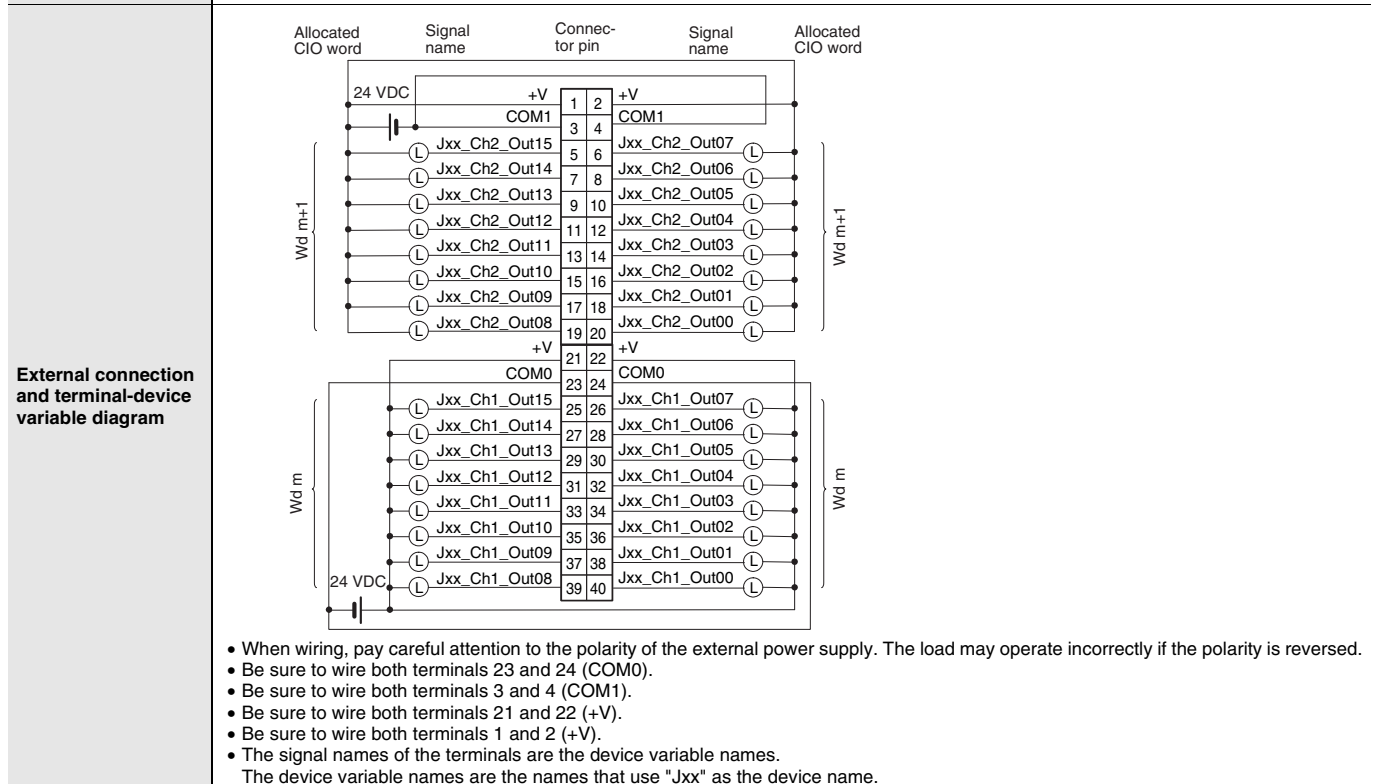 External connection
and terminal-device
variable diagram
Allocated CIO word
Signal name
Connec-tor pin
Signal name
Allocated CIO word
24 VDC
+V 1 2 +V
COM1 3 4 COM1
L Jxx_Ch2_Out15 5 6 Jxx_Ch2_Out07 L
L Jxx_Ch2_Out14 7 8 Jxx_Ch2_Out06 L
L Jxx_Ch2_Out13 9 10 Jxx_Ch2_Out05 L
L Jxx_Ch2_Out12 11 12 Jxx_Ch2_Out04 L
L Jxx_Ch2_Out11 13 14 Jxx_Ch2_Out03 L
L Jxx_Ch2_Out10 15 16 Jxx_Ch2_Out02 L
L Jxx_Ch2_Out09 17 18 Jxx_Ch2_Out01 L
L Jxx_Ch2_Out08 19 20 Jxx_Ch2_Out00 L
Wd m+1
Wd m+1
+V 21 22 +V
COM0 23 24 COM0
L Jxx_Ch1_Out15 25 26 Jxx_Ch1_Out07 L
L Jxx_Ch1_Out14 27 28 Jxx_Ch1_Out06 L
L Jxx_Ch1_Out13 29 30 Jxx_Ch1_Out05 L
L Jxx_Ch1_Out12 31 32 Jxx_Ch1_Out04 L
L Jxx_Ch1_Out11 33 34 Jxx_Ch1_Out03 L
L Jxx_Ch1_Out10 35 36 Jxx_Ch1_Out02 L
L Jxx_Ch1_Out09 37 38 Jxx_Ch1_Out01 L
L Jxx_Ch1_Out08 39 40 Jxx_Ch1_Out00 L
Wd m
Wd m
24 VDC
• When wiring, pay careful attention to the polarity of the external power supply. The load may operate incorrectly if the polarity is reversed.
• Be sure to wire both terminals 23 and 24 (COM0).
• Be sure to wire both terminals 3 and 4 (COM1).
• Be sure to wire both terminals 21 and 22 (+V).
• Be sure to wire both terminals 1 and 2 (+V).
• The signal names of the terminals are the device variable names.
The device variable names are the names that use "Jxx" as the device name.